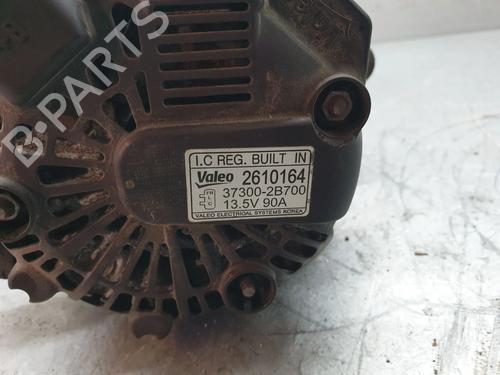 I.C REG. BUILT IN
Valeo 2610164
37300-2B700
13.5V 90A
VALEO ELECTRICAL SYSTEMS KOREA
B-PARTS